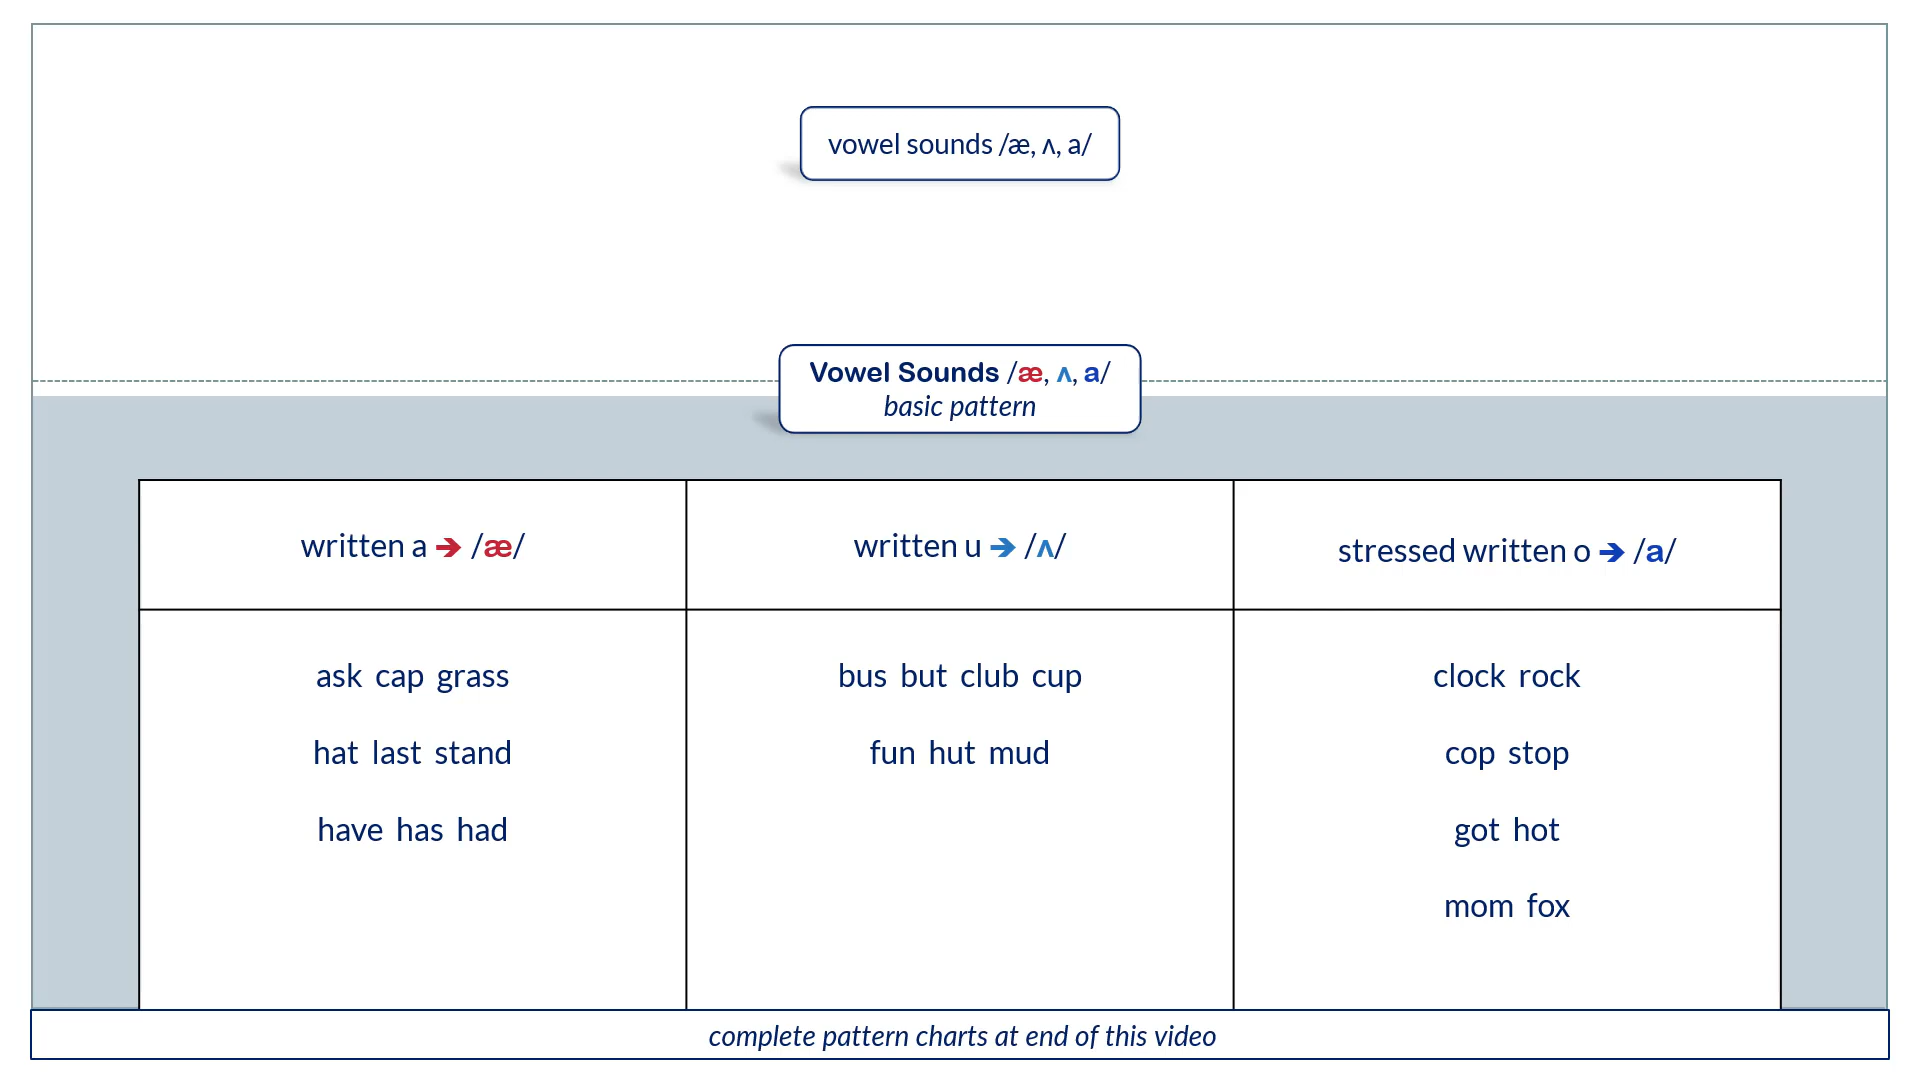 vowel sounds /æ, ʌ, a/
Vowel Sounds /æ, ʌ, a/
basic pattern
written a ➔ /æ/
written u ➔ /ʌ/
stressed written o ➔ /a/
ask cap grass
hat last stand
have has had
bus but club cup
fun hut mud
clock rock
cop stop
got hot
mom fox
complete pattern charts at end of this video